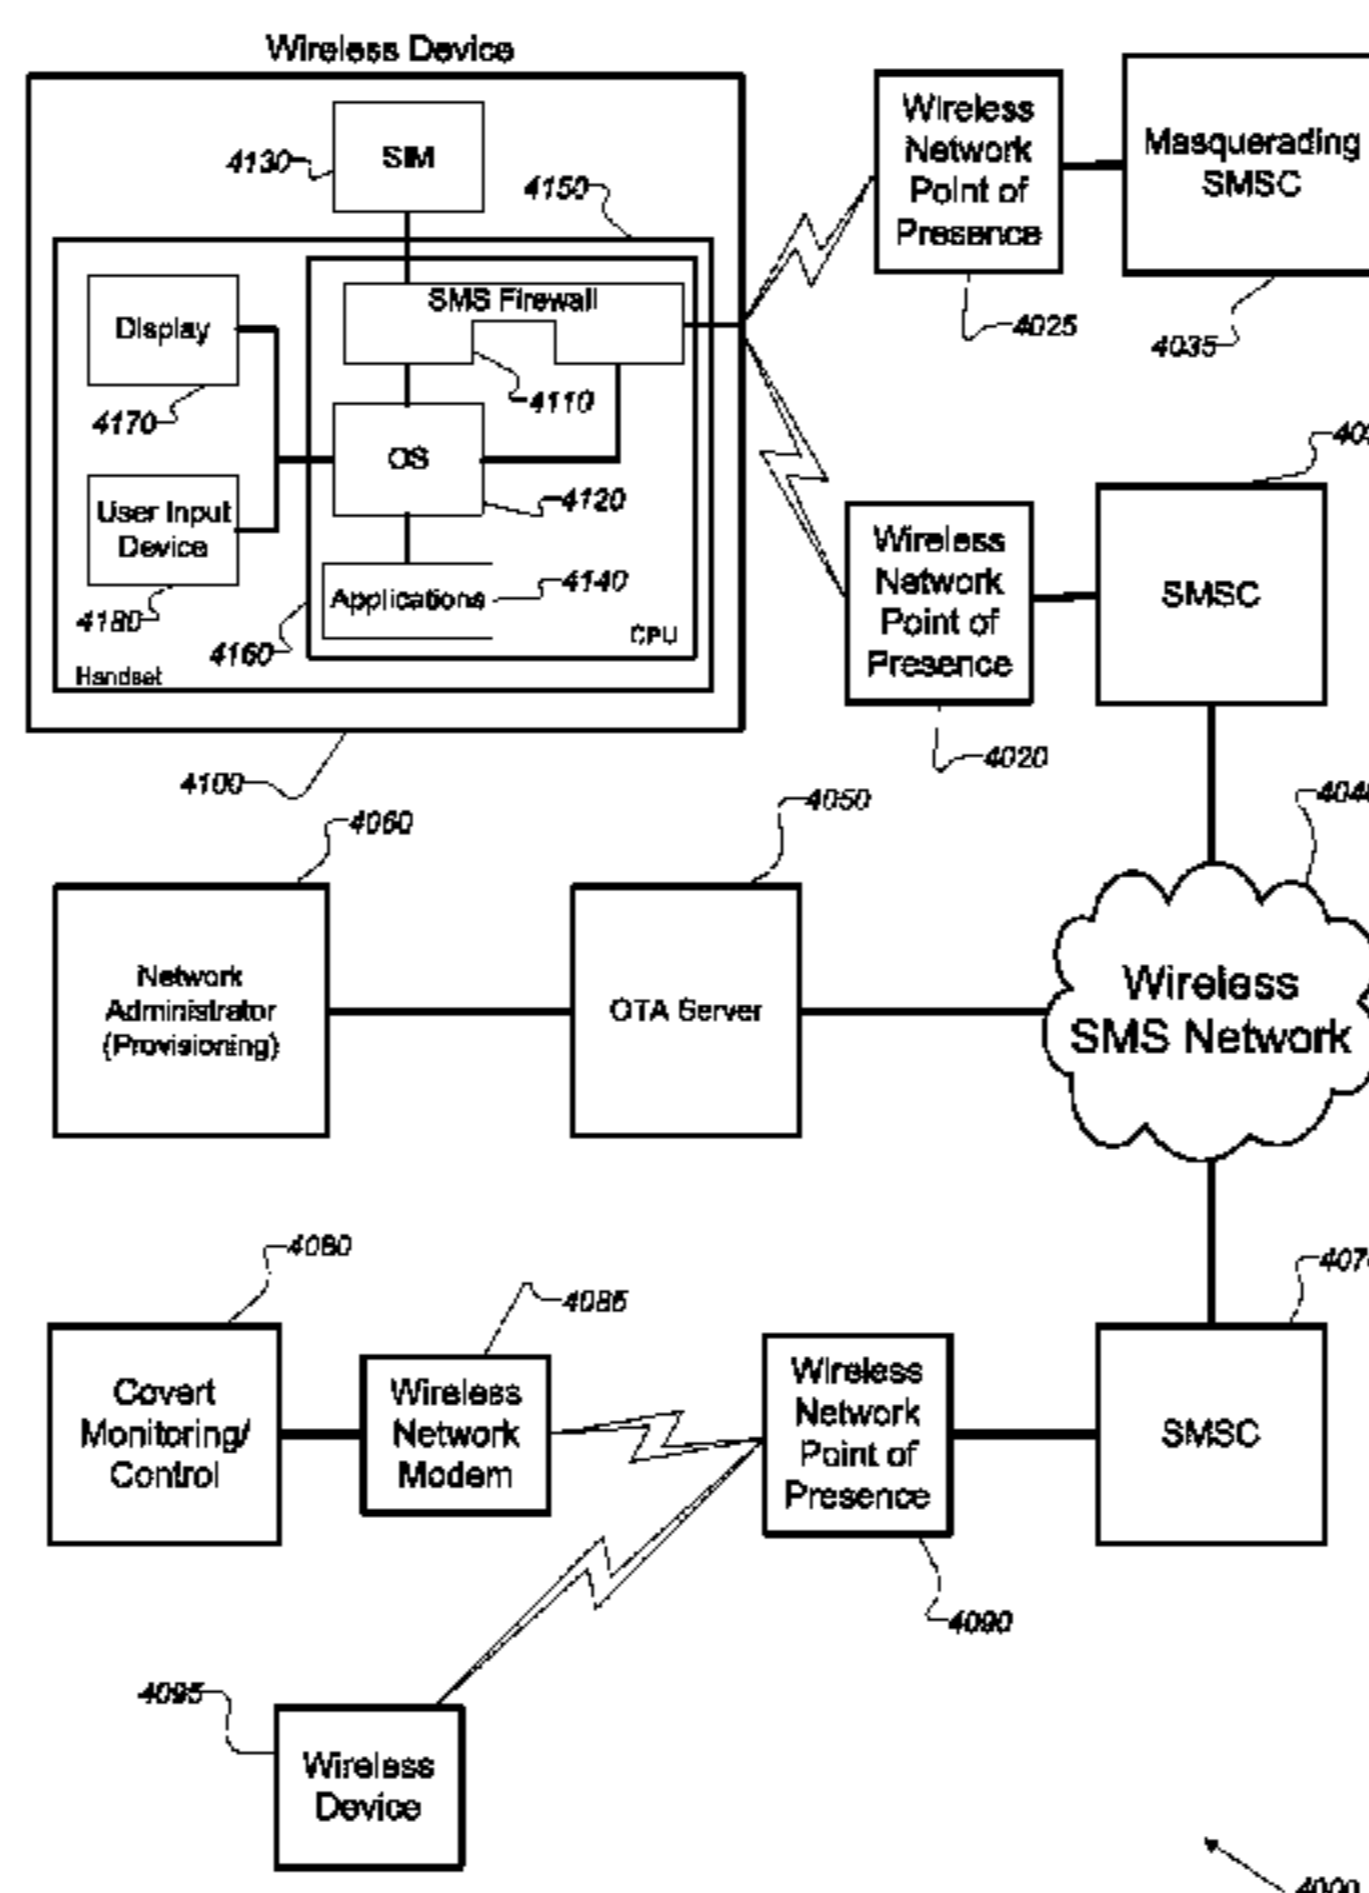 Wireless Device
SIM
4130
4150
SMS Firewall
Display
4170
4110
OS
4120
User Input
Device
4180
Applications
4140
4160
CPU
Handset
4100
Wireless
Network
Point of
Presence
4025
Masquerading
SMSC
4035
Wireless
Network
Point of
Presence
4020
SMSC
4060
Network
Administrator
(Provisioning)
4050
OTA Server
Wireless
SMS Network
4080
Covert
Monitoring/
Control
4085
Wireless
Network
Modem
Wireless
Network
Point of
Presence
4090
SMSC
4095
Wireless
Device
4000